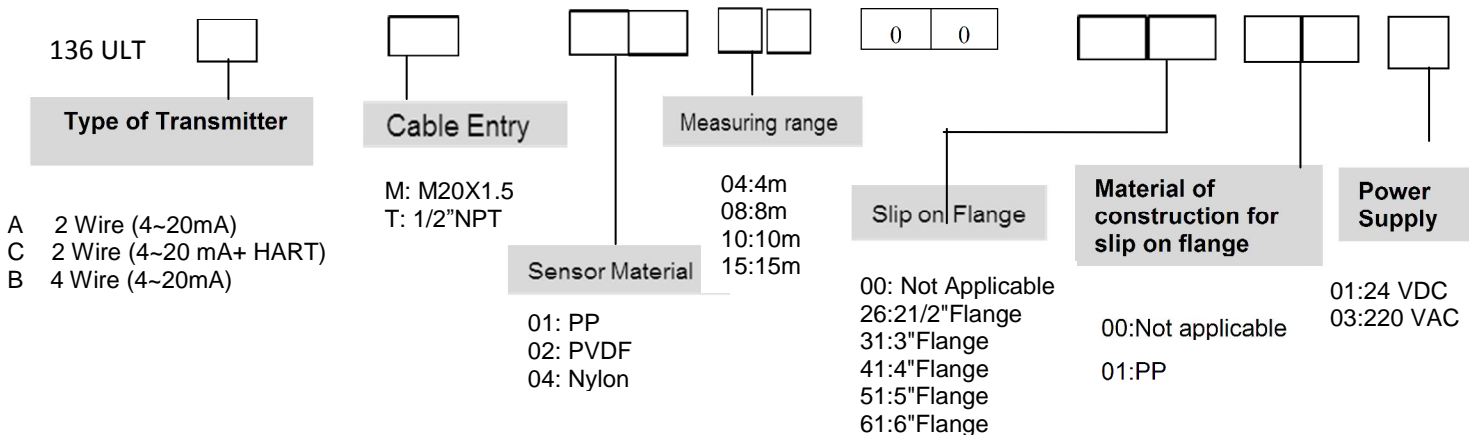 136 ULT
0 0
Type of Transmitter
A 2 Wire (4~20mA)
C 2 Wire (4~20 mA+ HART)
B 4 Wire (4~20mA)
Cable Entry
M: M20X1.5
T: 1/2”NPT
Sensor Material
01: PP
02: PVDF
04: Nylon
Measuring range
04:4m
08:8m
10:10m
15:15m
Slip on Flange
00: Not Applicable
26:21/2"Flange
31:3"Flange
41:4"Flange
51:5"Flange
61:6"Flange
Material of
construction for
slip on flange
00:Not applicable
01:PP
Power
Supply
01:24 VDC
03:220 VAC